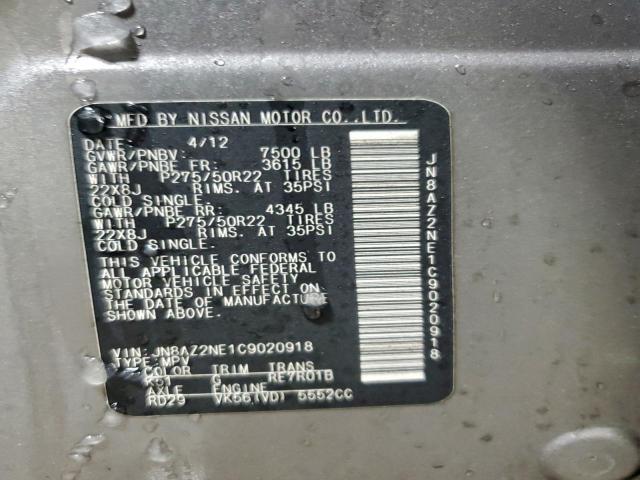 MFD BY NISSAN MOTOR CO.,LTD.
DATE: 4/12
GVWR/PNBV: 7500 LB
GAWR/PNBE FR: 3615 LB
WITH P275/50R22 TIRES
22X8J RIMS. AT 35PSI
COLD SINGLE.
GAWR/PNBE RR: 4345 LB
WITH P275/50R22 TIRES
22X8J RIMS. AT 35PSI
COLD SINGLE.
THIS VEHICLE CONFORMS TO
ALL APPLICABLE FEDERAL
MOTOR VEHICLE SAFETY
STANDARDS IN EFFECT ON
THE DATE OF MANUFACTURE
SHOWN ABOVE.
VIN: JN8AZ2NE1C9020918
TYPE: MPV
COLOR TRIM TRANS
K91 G RE7R01B
AXLE ENGINE
RD29 VK56(VD) 5552CC
JN8AZ2NE1C9020918